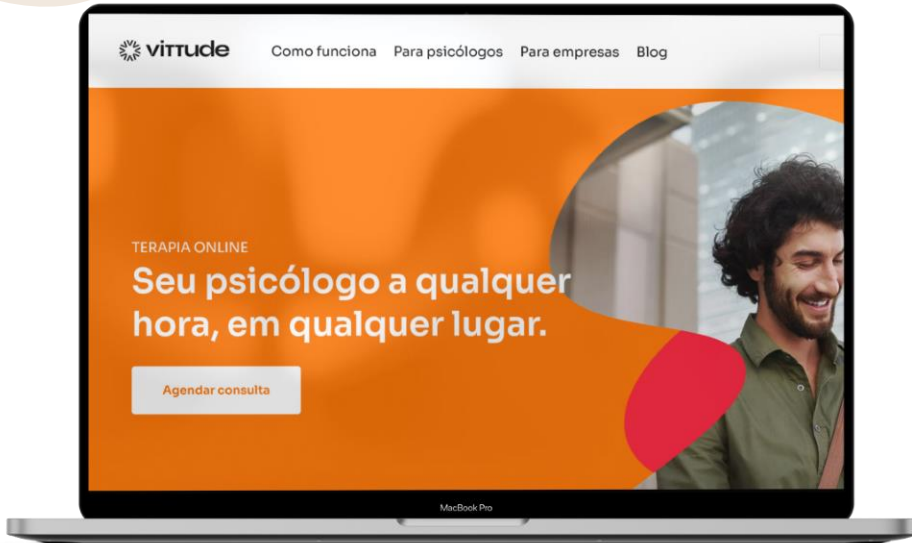 vittude
Como funciona Para psicólogos Para empresas Blog
TERAPIA ONLINE
Seu psicólogo a qualquer
hora, em qualquer lugar.
Agendar consulta
MacBook Pro